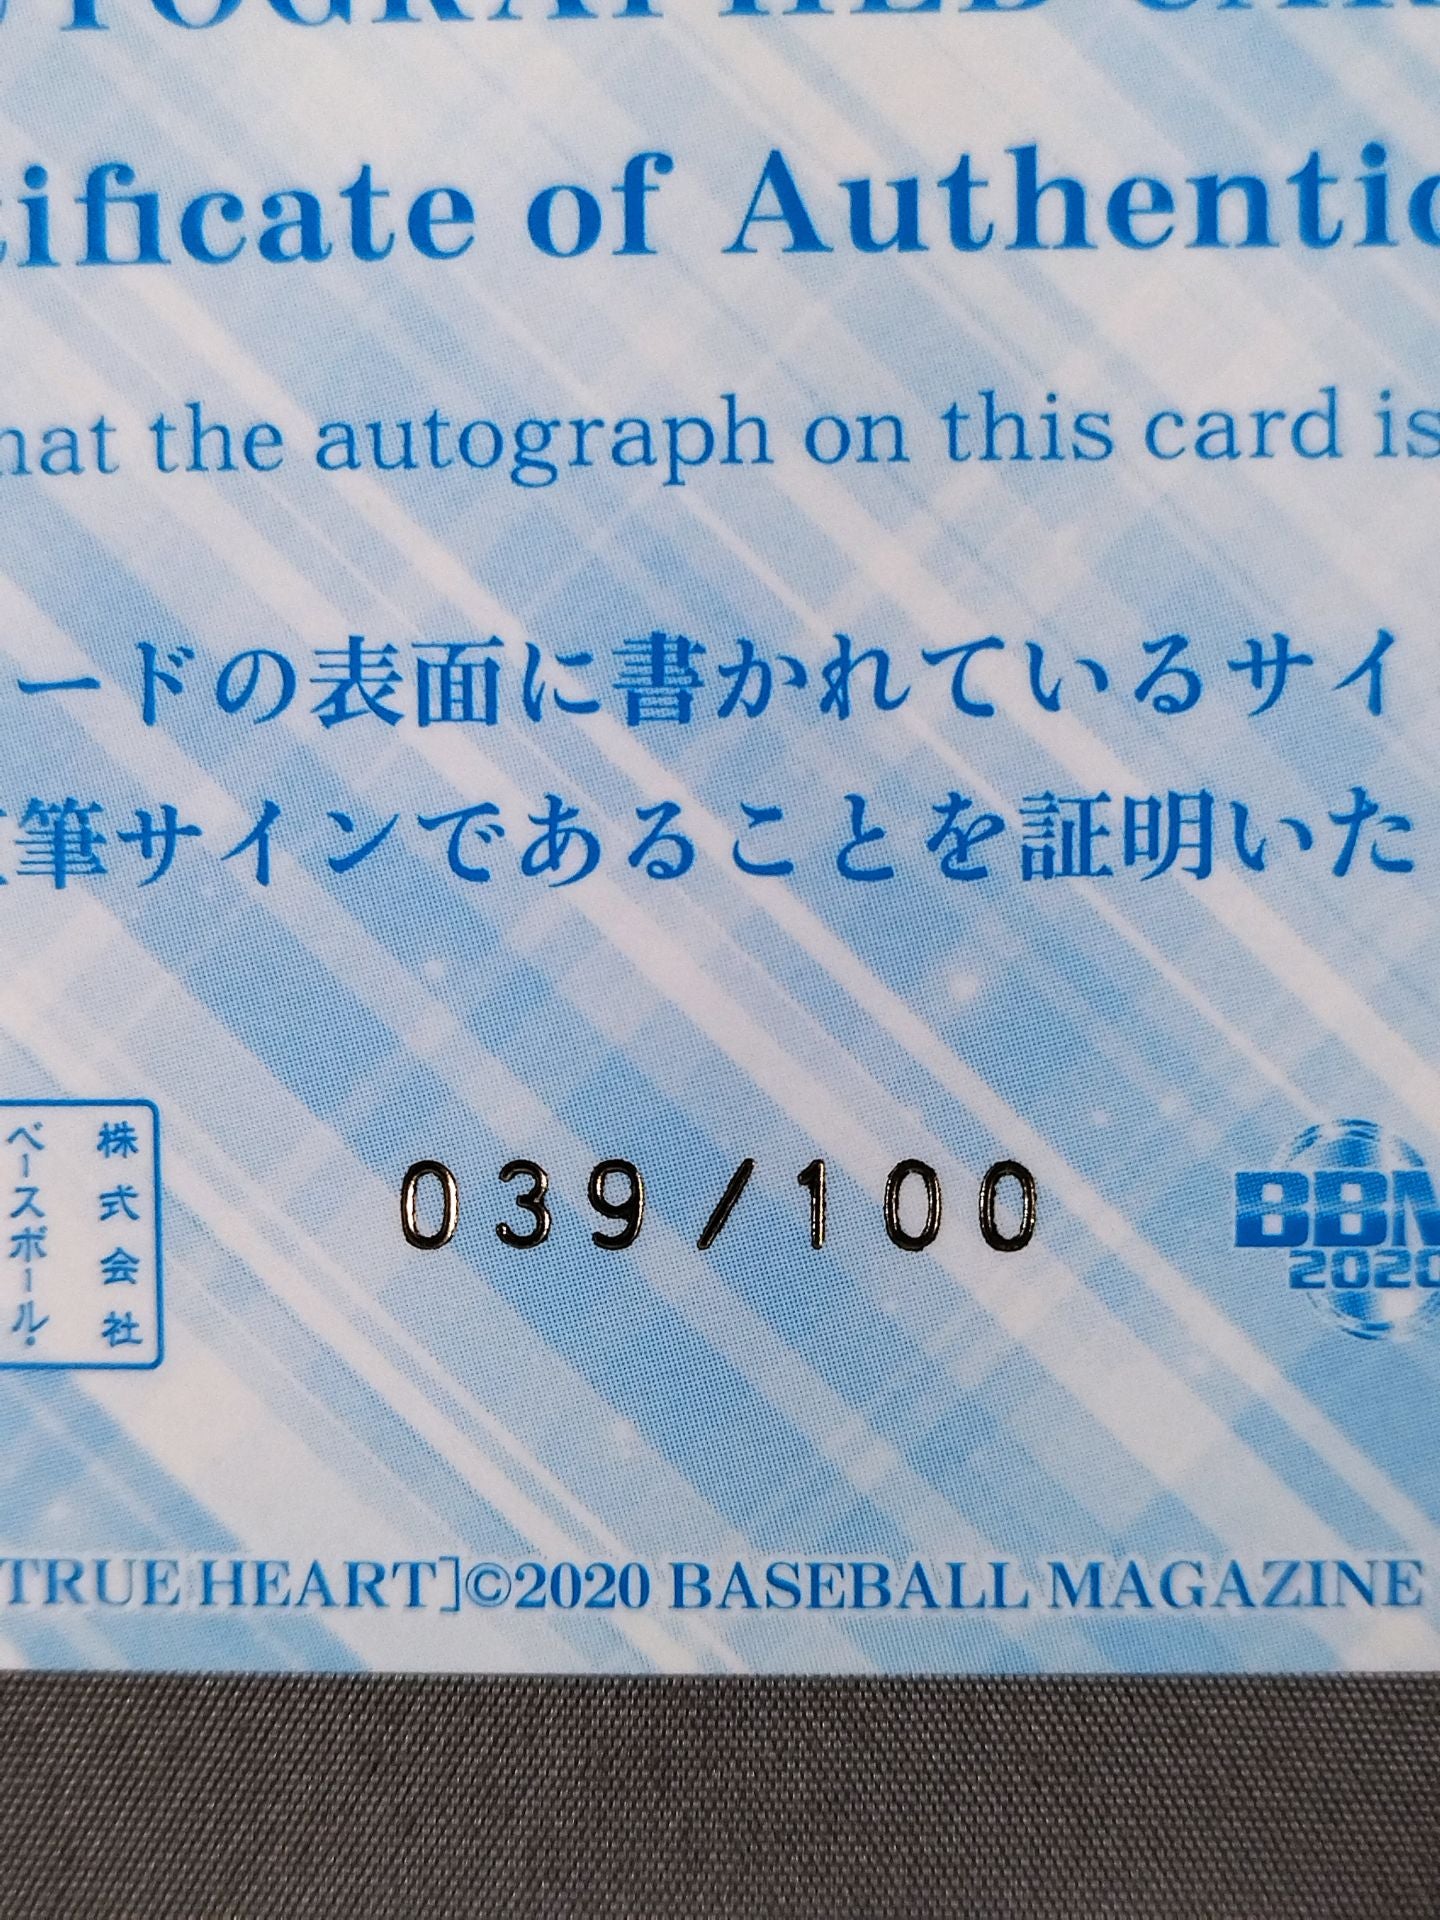 AUTOGRAPHED CAR
tificate of Authentic
hat the autograph on this card is
ードの表面に書かれているサイ
筆サインであることを証明いた
株式会社
ベースボール・
039/100
BBM
2020
TRUE HEART]©2020 BASEBALL MAGAZINE